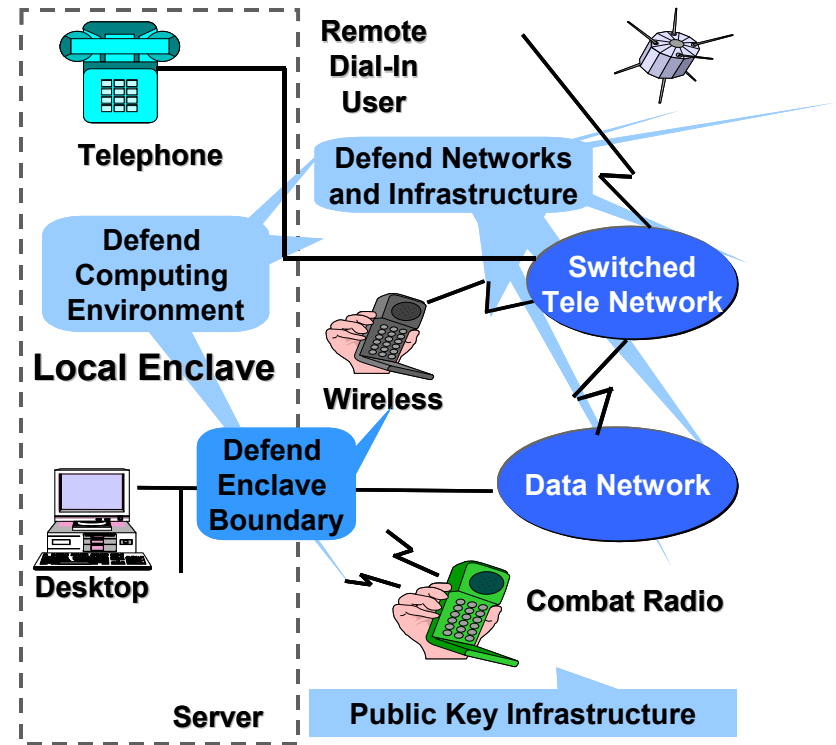 Remote
Dial-In
User
Telephone
Defend Networks
and Infrastructure
Defend
Computing
Environment
Switched
Tele Network
Local Enclave
Wireless
Defend
Enclave
Boundary
Data Network
Desktop
Combat Radio
Server
Public Key Infrastructure